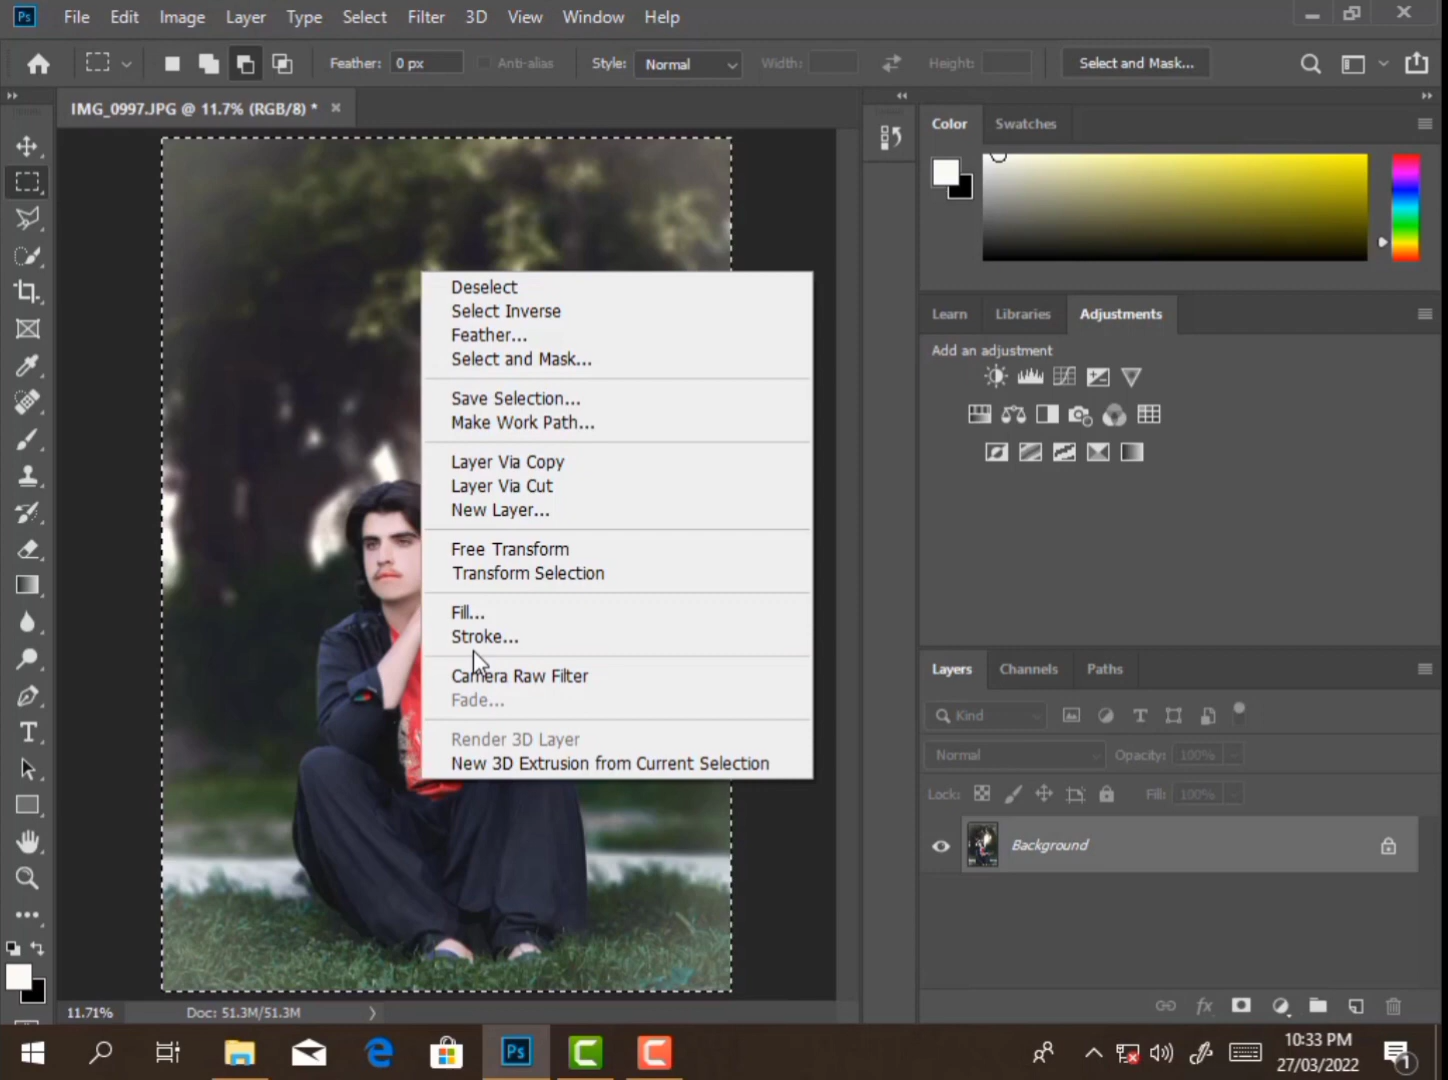 Ps File Edit Image Layer Type Select Filter 3D View Window Help
Feather: 0 px Anti-alias Style: Normal Width: Height: Select and Mask...
IMG_0997.JPG @ 11.7% (RGB/8) *
Color Swatches
Learn Libraries Adjustments
Add an adjustment
Deselect
Select Inverse
Feather...
Select and Mask...
Save Selection...
Make Work Path...
Layer Via Copy
Layer Via Cut
New Layer...
Free Transform
Transform Selection
Fill...
Stroke...
Camera Raw Filter
Fade...
Render 3D Layer
New 3D Extrusion from Current Selection
Layers Channels Paths
Kind
Normal Opacity: 100%
Lock: Fill: 100%
Background
fx
11.71% Doc: 51.3M/51.3M
Ps
10:33 PM
27/03/2022
1